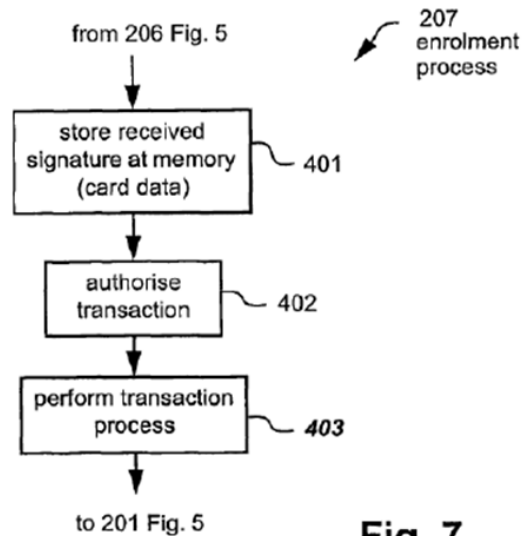 from 206 Fig. 5
207
enrolment
process
store received
signature at memory
(card data)
401
authorise
transaction
402
perform transaction
process
403
to 201 Fig. 5
Fig. 7